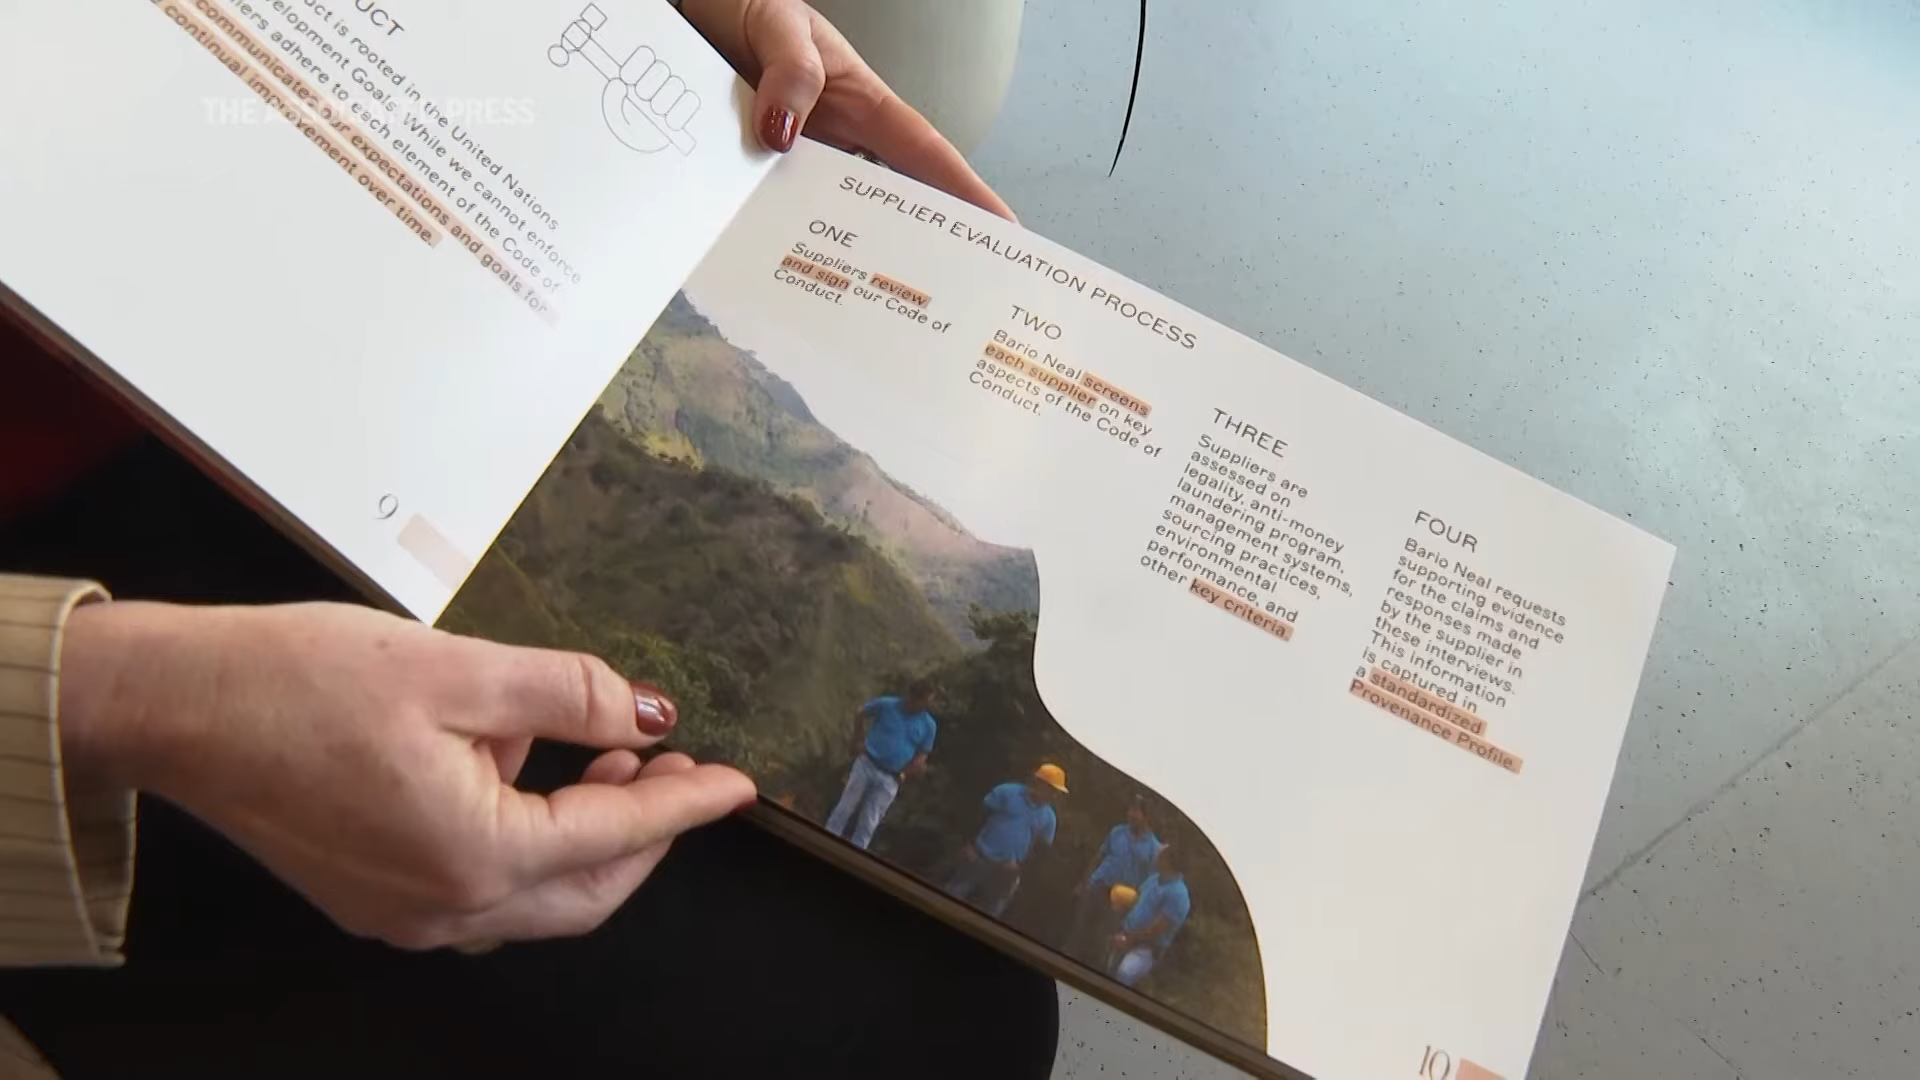 UCT
uct is rooted in the United Nations
velopment Goals. While we cannot enforce
liers adhere to each element of the Code of
communicate our expectations and goals for
continual improvement over time.
9
THE ASSOCIATED PRESS
SUPPLIER EVALUATION PROCESS
ONE
Suppliers review
and sign our Code of
Conduct.
TWO
Bario Neal screens
each supplier on key
aspects of the Code of
Conduct.
THREE
Suppliers are
assessed on
legality, anti-money
laundering program,
management systems,
sourcing practices,
environmental
performance, and
other key criteria.
FOUR
Bario Neal requests
supporting evidence
for the claims and
responses made
by the supplier in
these interviews.
This information
is captured in
a standardized
Provenance Profile.
10